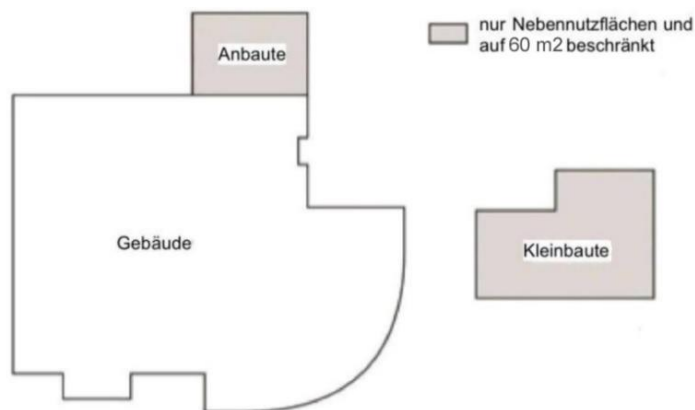 Anbaute
nur Nebennutzflächen und
auf 60 m2 beschränkt
Gebäude
Kleinbaute